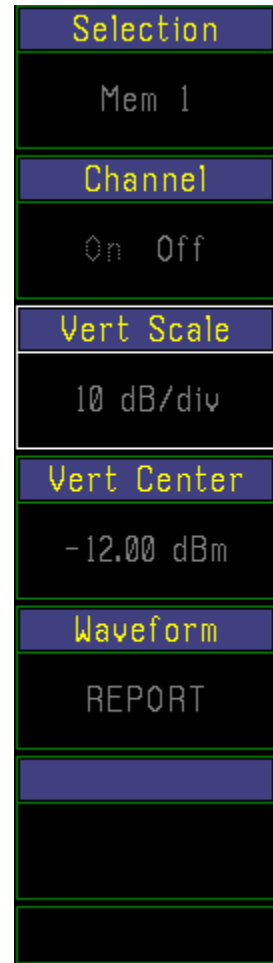 Selection
Mem 1
Channel
On Off
Vert Scale
10 dB/div
Vert Center
-12.00 dBm
Waveform
REPORT